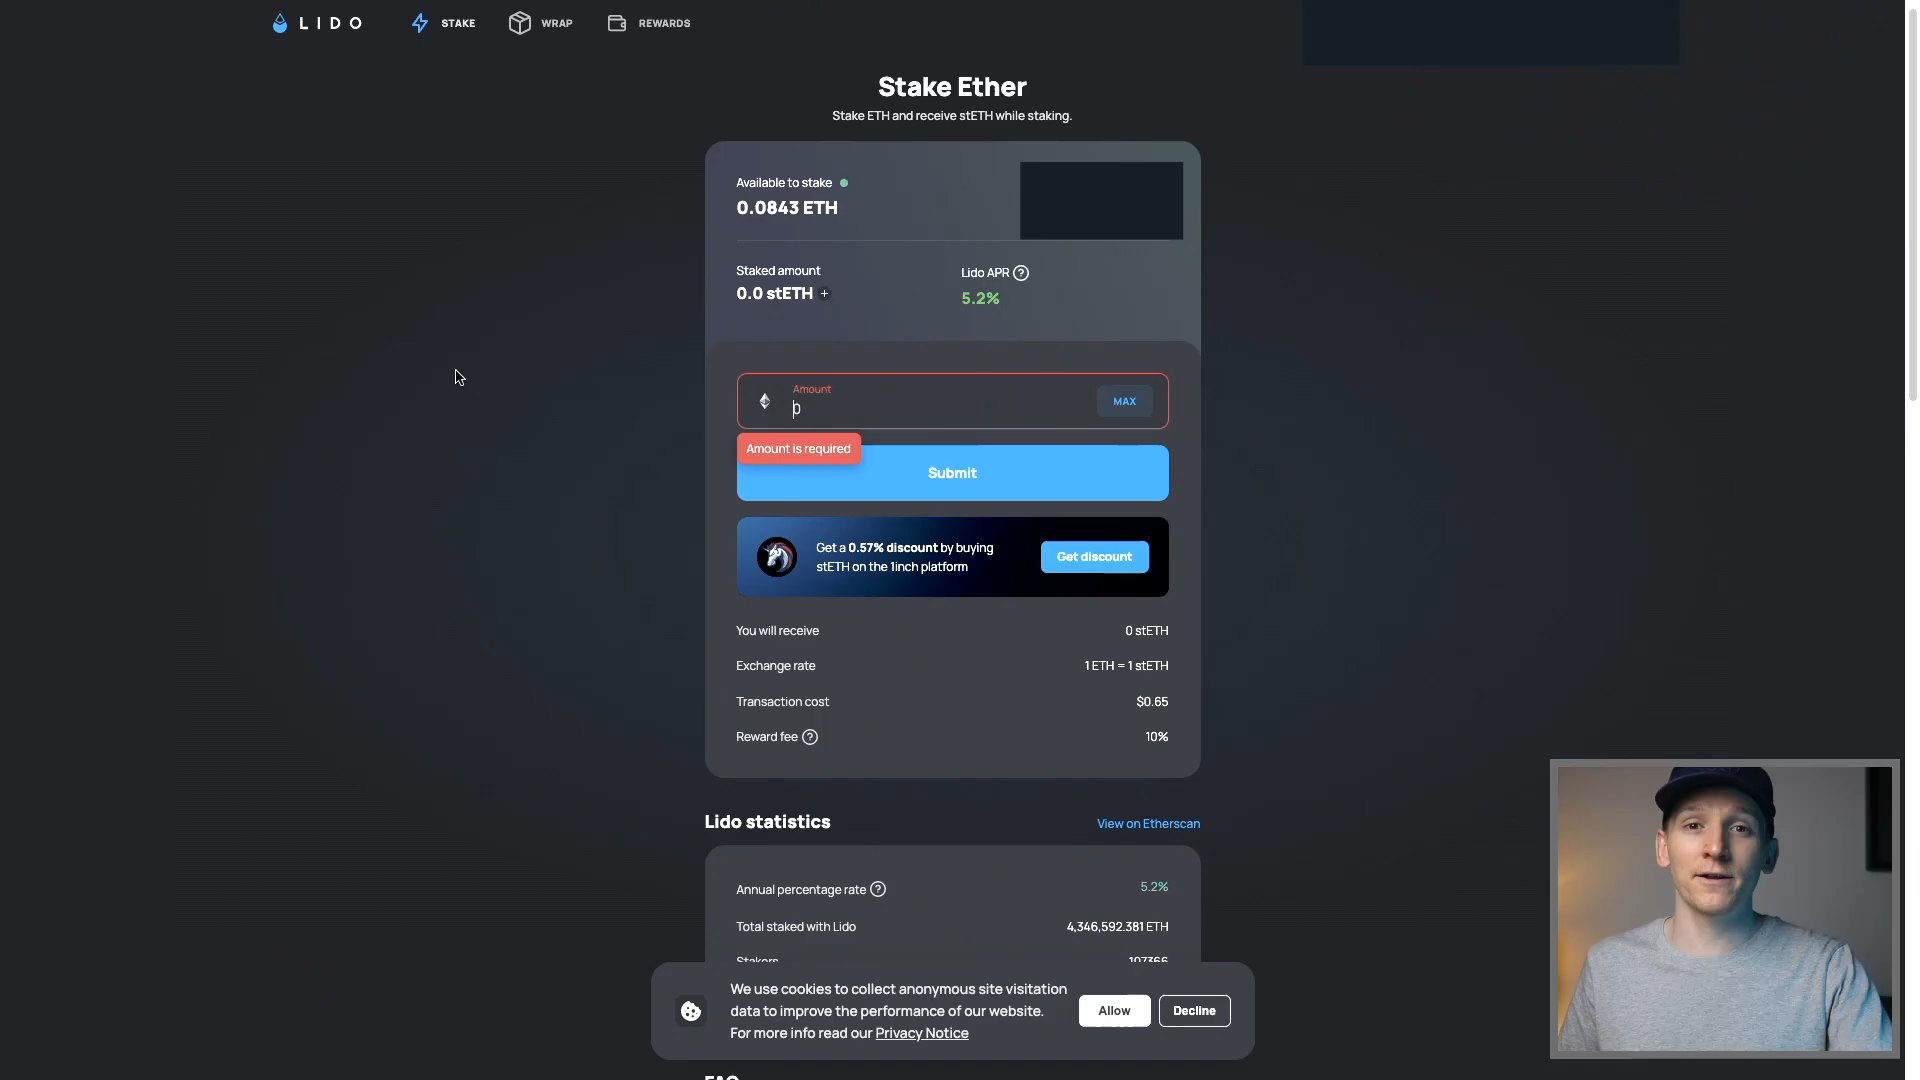 LIDO
STAKE
WRAP
REWARDS
Stake Ether
Stake ETH and receive stETH while staking.
Available to stake
0.0843 ETH
Staked amount
0.0 stETH +
Lido APR ?
5.2%
Amount
0
MAX
Amount is required
Submit
Get a 0.57% discount by buying
stETH on the 1inch platform
Get discount
You will receive 0 stETH
Exchange rate 1 ETH = 1 stETH
Transaction cost $0.65
Reward fee ? 10%
Lido statistics View on Etherscan
Annual percentage rate ? 5.2%
Total staked with Lido 4,346,592.381 ETH
Stakers 107366
We use cookies to collect anonymous site visitation
data to improve the performance of our website.
For more info read our Privacy Notice
Allow
Decline
FAQ